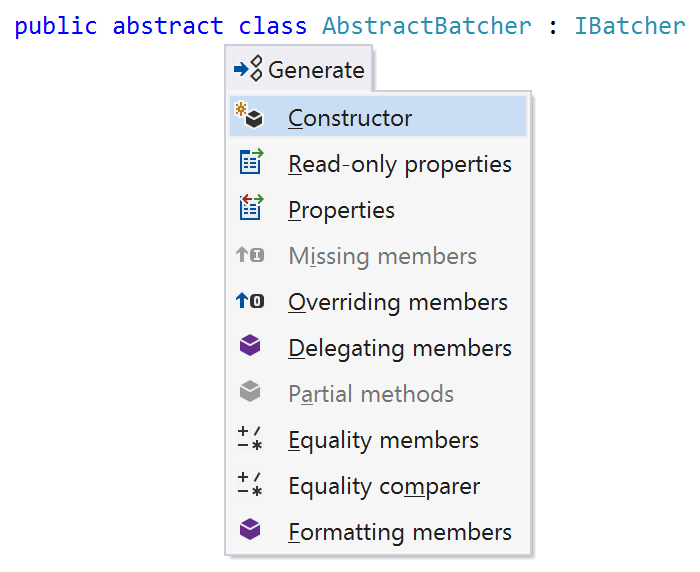 public abstract class AbstractBatcher : IBatcher
Generate
Constructor
Read-only properties
Properties
Missing members
Overriding members
Delegating members
Partial methods
Equality members
Equality comparer
Formatting members